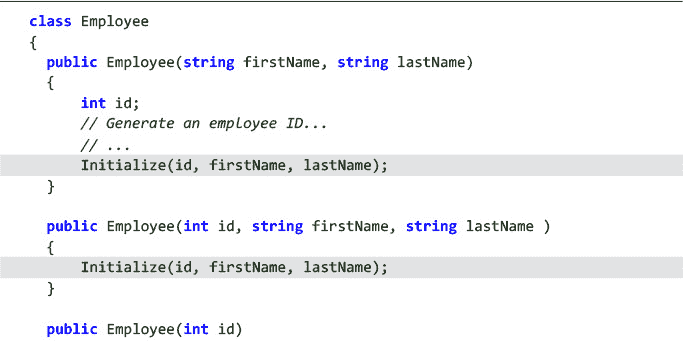 class Employee
{
public Employee(string firstName, string lastName)
{
int id;
// Generate an employee ID...
// ...
Initialize(id, firstName, lastName);
}
public Employee(int id, string firstName, string lastName )
{
Initialize(id, firstName, lastName);
}
public Employee(int id)